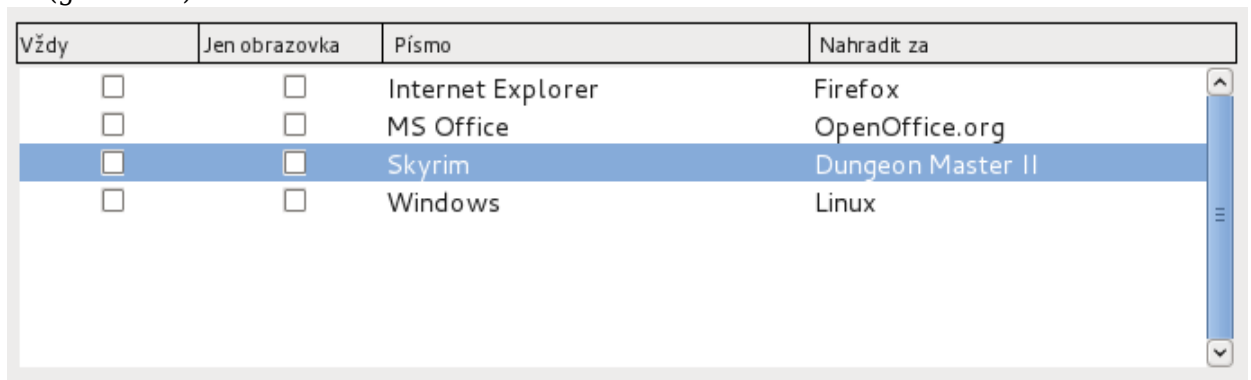 Vždy Jen obrazovka Písmo Nahradit za
Internet Explorer Firefox
MS Office OpenOffice.org
Skyrim Dungeon Master II
Windows Linux